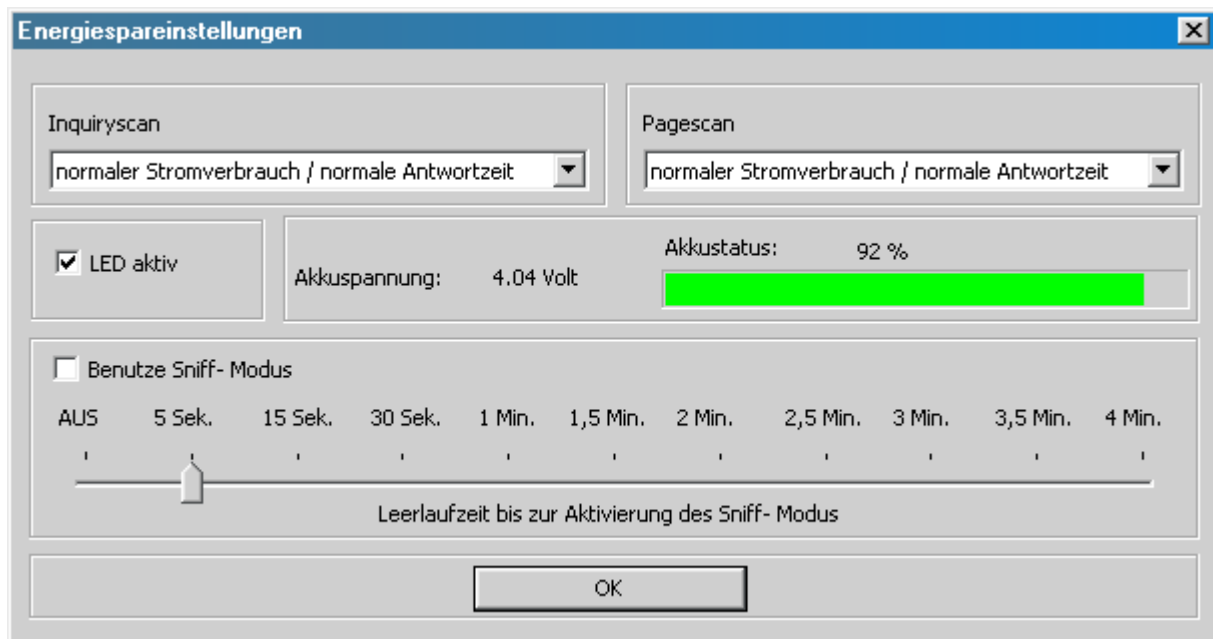 Energiespareinstellungen
Inquiryscan
normaler Stromverbrauch / normale Antwortzeit
Pagescan
normaler Stromverbrauch / normale Antwortzeit
LED aktiv
Akkuspannung: 4.04 Volt
Akkustatus: 92 %
Benutze Sniff- Modus
AUS 5 Sek. 15 Sek. 30 Sek. 1 Min. 1,5 Min. 2 Min. 2,5 Min. 3 Min. 3,5 Min. 4 Min.
Leerlaufzeit bis zur Aktivierung des Sniff- Modus
OK